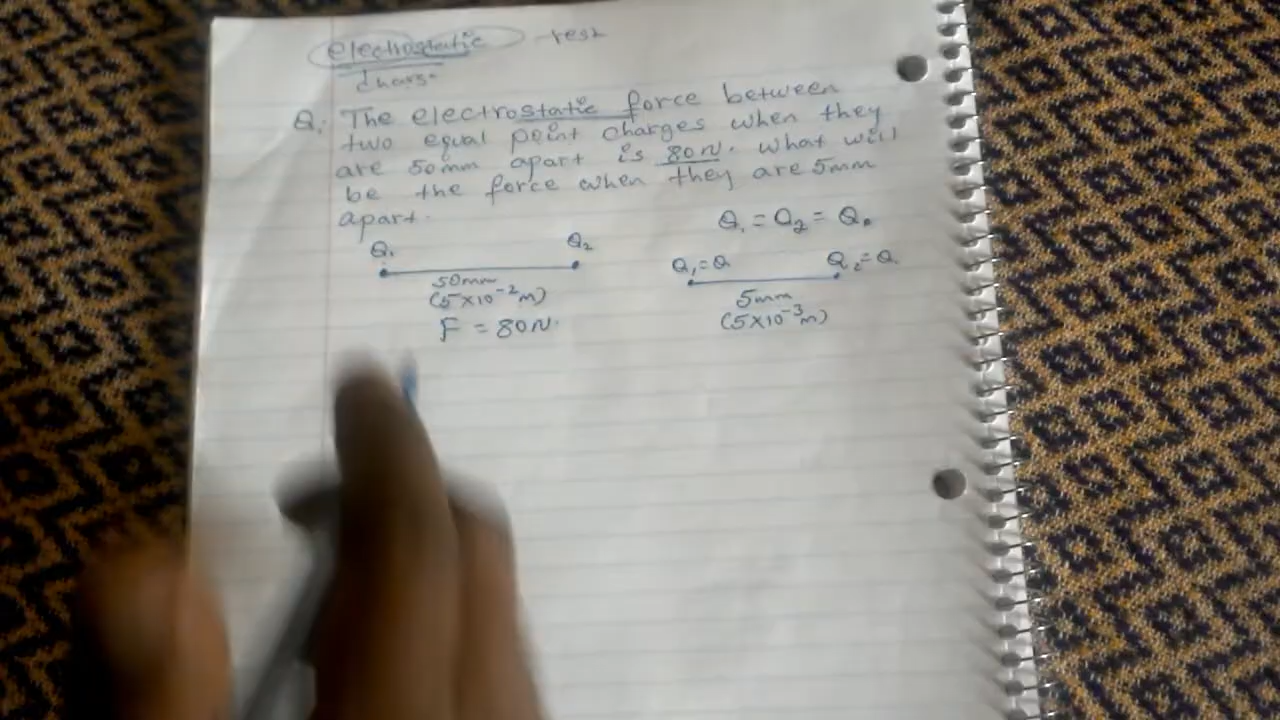 electrostatic rest
charge
Q. The electrostatic force between
two equal point charges when they
are 50mm apart is 80N. what will
be the force when they are 5mm
apart.
Q₁ = Q₂ = Q.
Q₁ Q₂
50mm
(5×10⁻²m)
F = 80N.
Q₁=Q Q₂=Q
5mm
(5×10⁻³m)